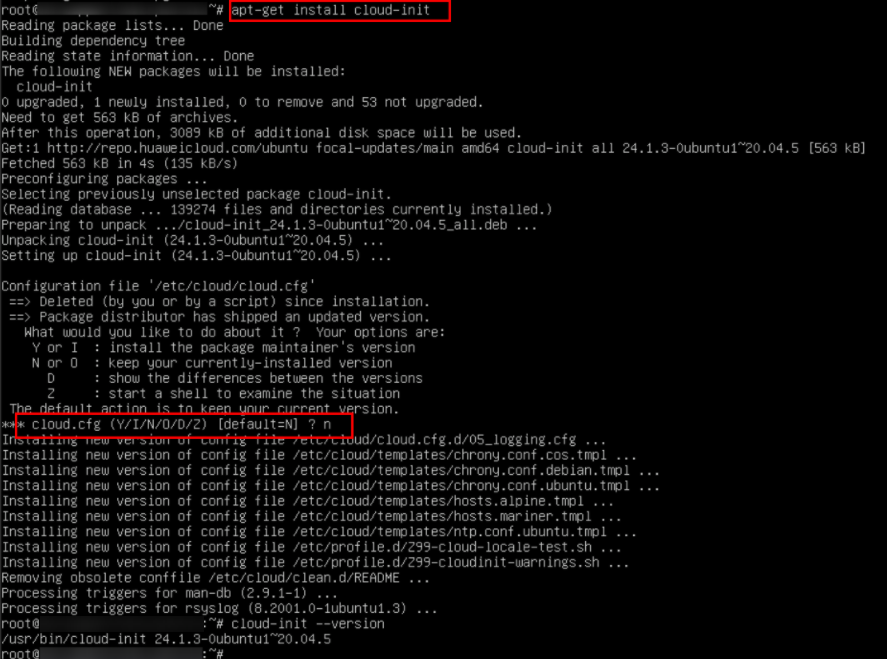 root@ ~# apt-get install cloud-init
Reading package lists... Done
Building dependency tree
Reading state information... Done
The following NEW packages will be installed:
  cloud-init
0 upgraded, 1 newly installed, 0 to remove and 53 not upgraded.
Need to get 563 kB of archives.
After this operation, 3089 kB of additional disk space will be used.
Get:1 http://repo.huaweicloud.com/ubuntu focal-updates/main amd64 cloud-init all 24.1.3-0ubuntu1~20.04.5 [563 kB]
Fetched 563 kB in 4s (135 kB/s)
Preconfiguring packages ...
Selecting previously unselected package cloud-init.
(Reading database ... 139274 files and directories currently installed.)
Preparing to unpack .../cloud-init_24.1.3-0ubuntu1~20.04.5_all.deb ...
Unpacking cloud-init (24.1.3-0ubuntu1~20.04.5) ...
Setting up cloud-init (24.1.3-0ubuntu1~20.04.5) ...

Configuration file '/etc/cloud/cloud.cfg'
 ==> Deleted (by you or by a script) since installation.
 ==> Package distributor has shipped an updated version.
   What would you like to do about it ?  Your options are:
    Y or I  : install the package maintainer's version
    N or O  : keep your currently-installed version
      D     : show the differences between the versions
      Z     : start a shell to examine the situation
 The default action is to keep your current version.
*** cloud.cfg (Y/I/N/O/D/Z) [default=N] ? n
Installing new version of config file /etc/cloud/cloud.cfg.d/05_logging.cfg ...
Installing new version of config file /etc/cloud/templates/chrony.conf.cos.tmpl ...
Installing new version of config file /etc/cloud/templates/chrony.conf.debian.tmpl ...
Installing new version of config file /etc/cloud/templates/chrony.conf.ubuntu.tmpl ...
Installing new version of config file /etc/cloud/templates/hosts.alpine.tmpl ...
Installing new version of config file /etc/cloud/templates/hosts.mariner.tmpl ...
Installing new version of config file /etc/cloud/templates/ntp.conf.ubuntu.tmpl ...
Installing new version of config file /etc/profile.d/Z99-cloud-locale-test.sh ...
Installing new version of config file /etc/profile.d/Z99-cloudinit-warnings.sh ...
Removing obsolete conffile /etc/cloud/clean.d/README ...
Processing triggers for man-db (2.9.1-1) ...
Processing triggers for rsyslog (8.2001.0-1ubuntu1.3) ...
root@ :~# cloud-init --version
/usr/bin/cloud-init 24.1.3-0ubuntu1~20.04.5
root@ :~#